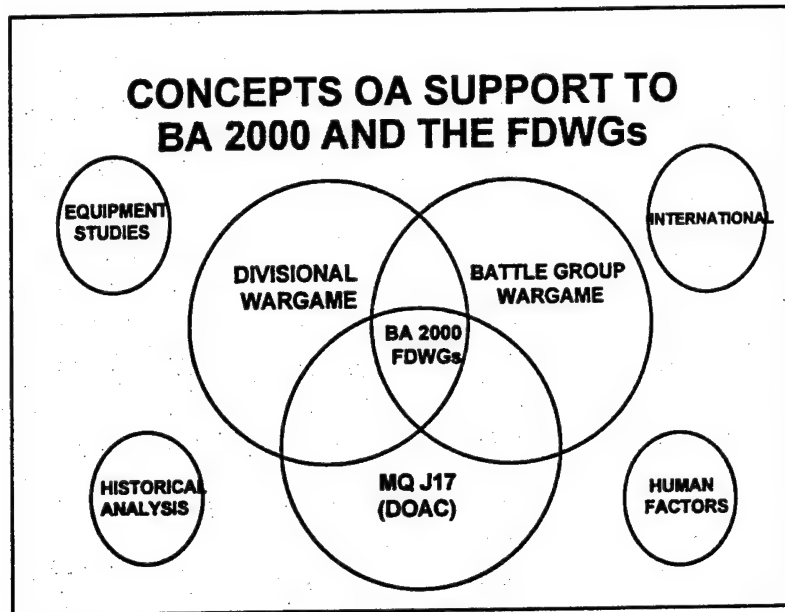 CONCEPTS OA SUPPORT TO
BA 2000 AND THE FDWGs
EQUIPMENT
STUDIES
INTERNATIONAL
DIVISIONAL
WARGAME
BATTLE GROUP
WARGAME
BA 2000
FDWGs
HISTORICAL
ANALYSIS
MQ J17
(DOAC)
HUMAN
FACTORS